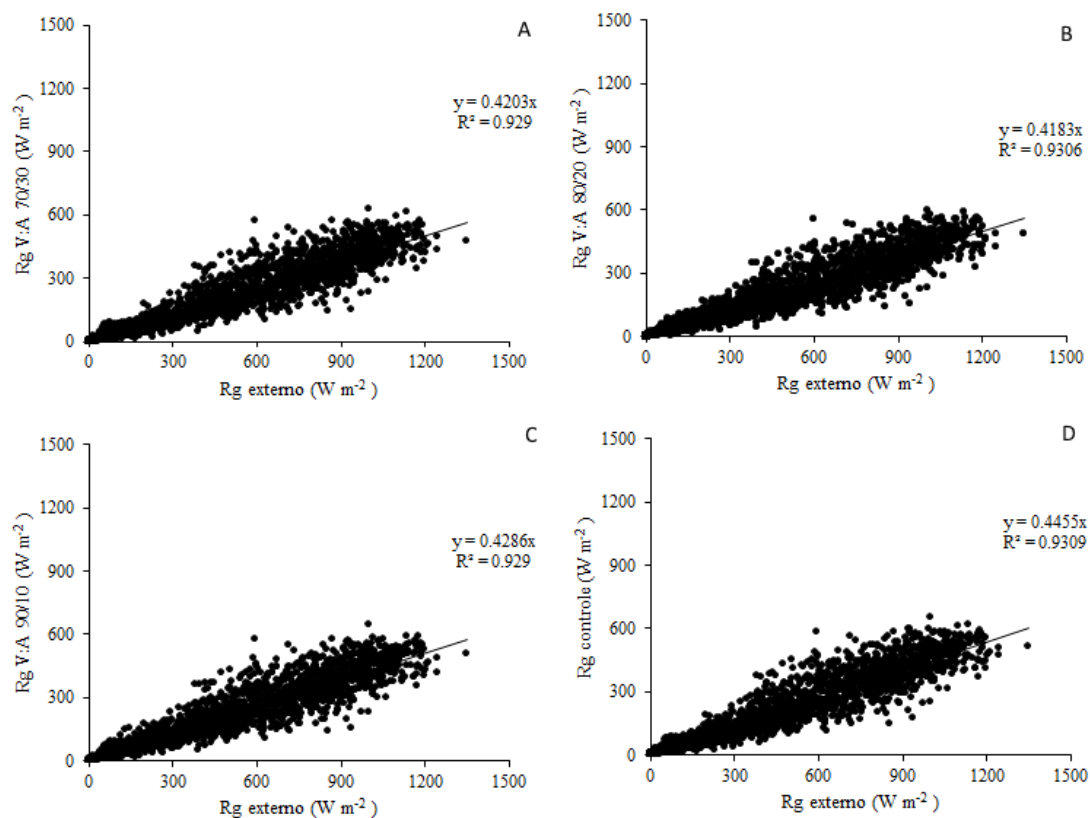 A
1500
1200
900
600
300
0
Rg V:A 70/30 (W m-2 )
y = 0.4203x
R² = 0.929
0 300 600 900 1200 1500
Rg externo (W m-2 )
B
1500
1200
900
600
300
0
Rg V:A 80/20 (W m-2 )
y = 0.4183x
R² = 0.9306
0 300 600 900 1200 1500
Rg externo (W m-2 )
C
1500
1200
900
600
300
0
Rg V:A 90/10 (W m-2 )
y = 0.4286x
R² = 0.929
0 300 600 900 1200 1500
Rg externo (W m-2 )
D
1500
1200
900
600
300
0
Rg controle (W m-2 )
y = 0.4455x
R² = 0.9309
0 300 600 900 1200 1500
Rg externo (W m-2 )